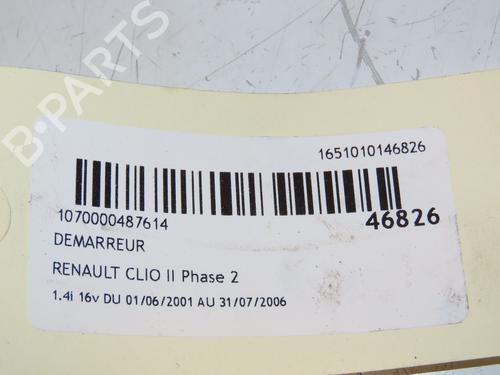 B-PARTS
1651010146826
1070000487614
46826
DEMARREUR
RENAULT CLIO II Phase 2
1.4i 16v DU 01/06/2001 AU 31/07/2006